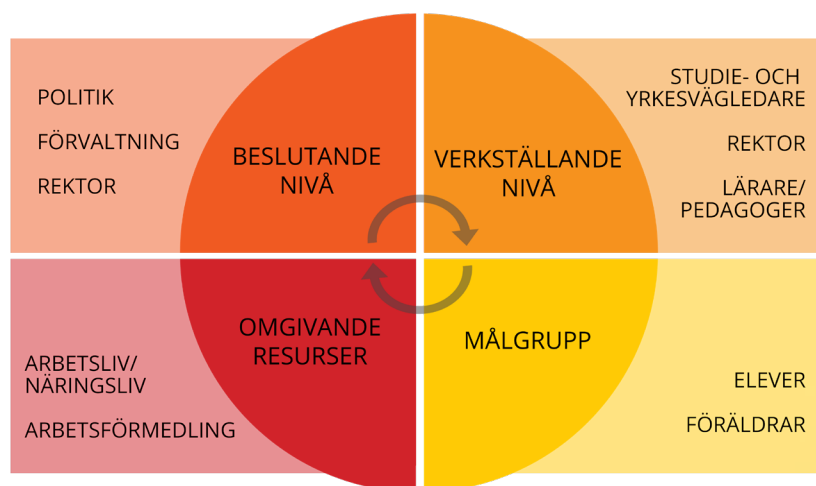 POLITIK
FÖRVALTNING
REKTOR
BESLUTANDE
NIVÅ
VERKSTÄLLANDE
NIVÅ
STUDIE- OCH
YRKESVÄGLEDARE
REKTOR
LÄRARE/
PEDAGOGER
ARBETSLIV/
NÄRINGSLIV
ARBETSFÖRMEDLING
OMGIVANDE
RESURSER
MÅLGRUPP
ELEVER
FÖRÄLDRAR